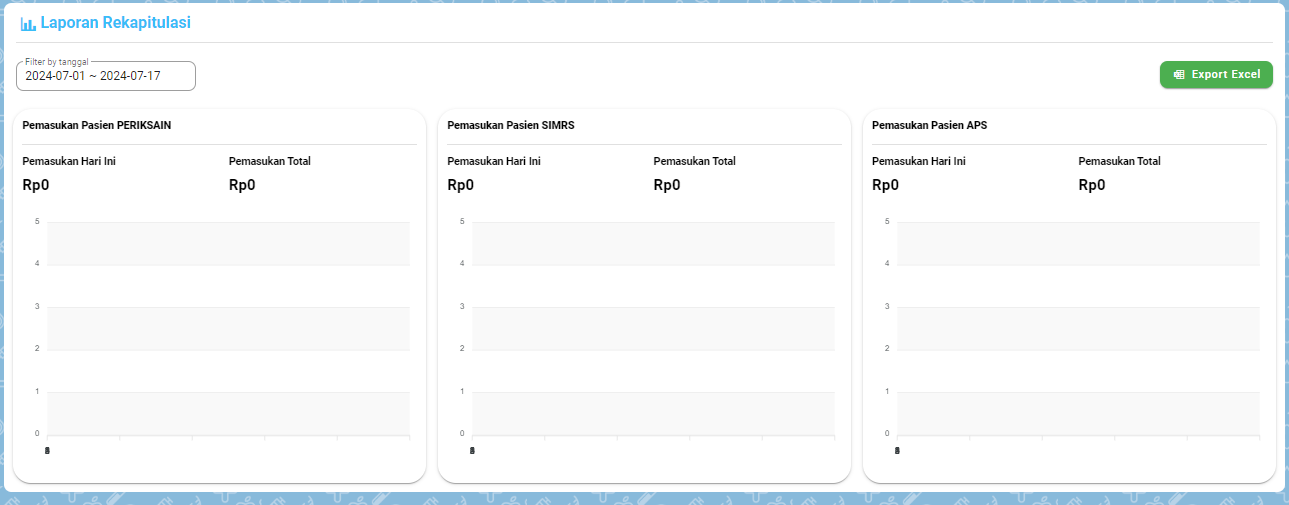 Laporan Rekapitulasi
Filter by tanggal
2024-07-01 ~ 2024-07-17
Export Excel
Pemasukan Pasien PERIKSAIN
Pemasukan Hari Ini Pemasukan Total
Rp0 Rp0
5
4
3
2
1
0
Pemasukan Pasien SIMRS
Pemasukan Hari Ini Pemasukan Total
Rp0 Rp0
5
4
3
2
1
0
Pemasukan Pasien APS
Pemasukan Hari Ini Pemasukan Total
Rp0 Rp0
5
4
3
2
1
0